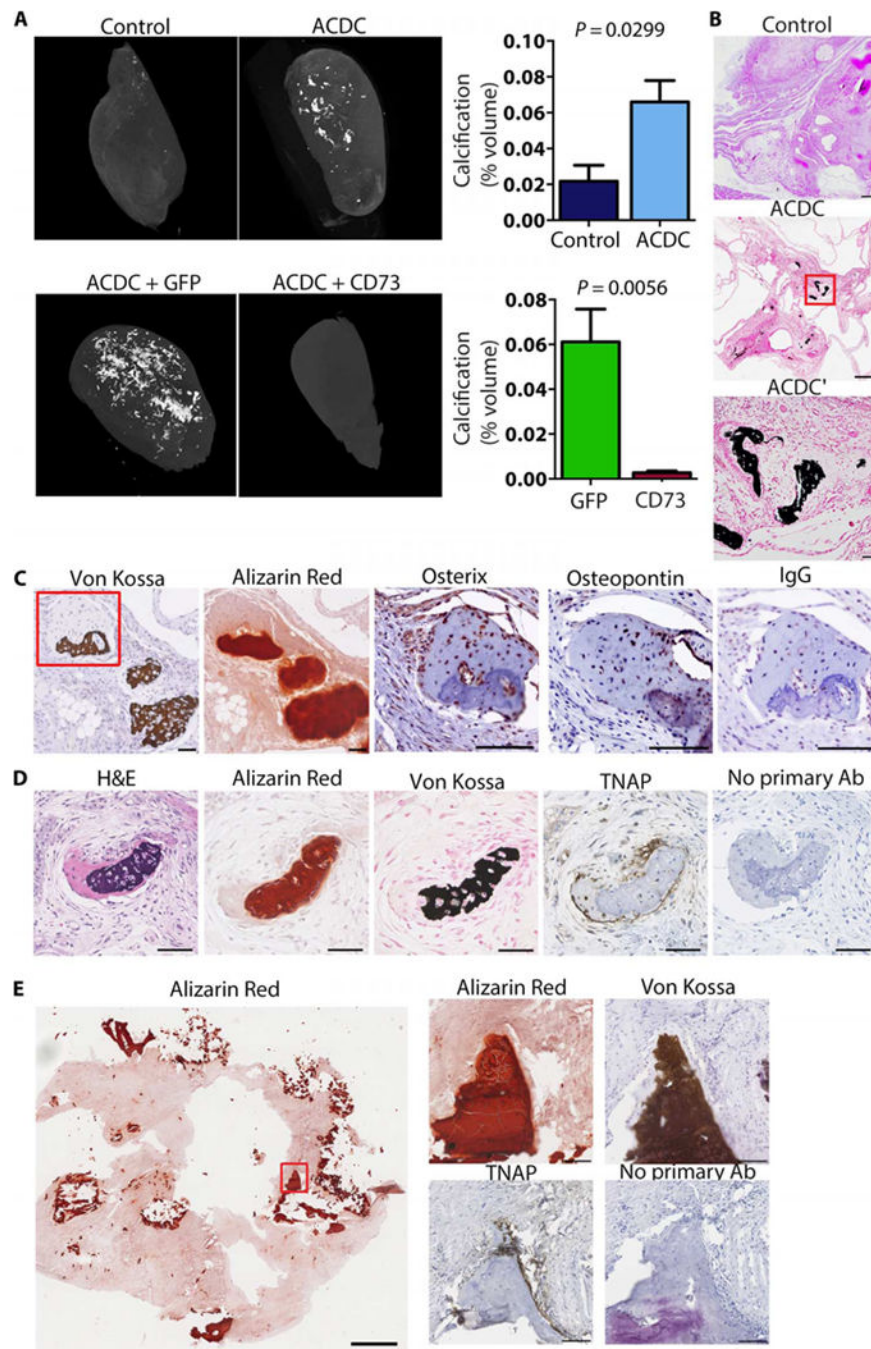 A
Control
ACDC
Calcification
(% volume)
0.10
0.08
0.06
0.04
0.02
0.00
P = 0.0299
Control
ACDC
ACDC + GFP
ACDC + CD73
Calcification
(% volume)
0.08
0.06
0.04
0.02
0.00
P = 0.0056
GFP
CD73
B
Control
ACDC
ACDC'
C
Von Kossa
Alizarin Red
Osterix
Osteopontin
IgG
D
H&E
Alizarin Red
Von Kossa
TNAP
No primary Ab
E
Alizarin Red
Alizarin Red
Von Kossa
TNAP
No primary Ab